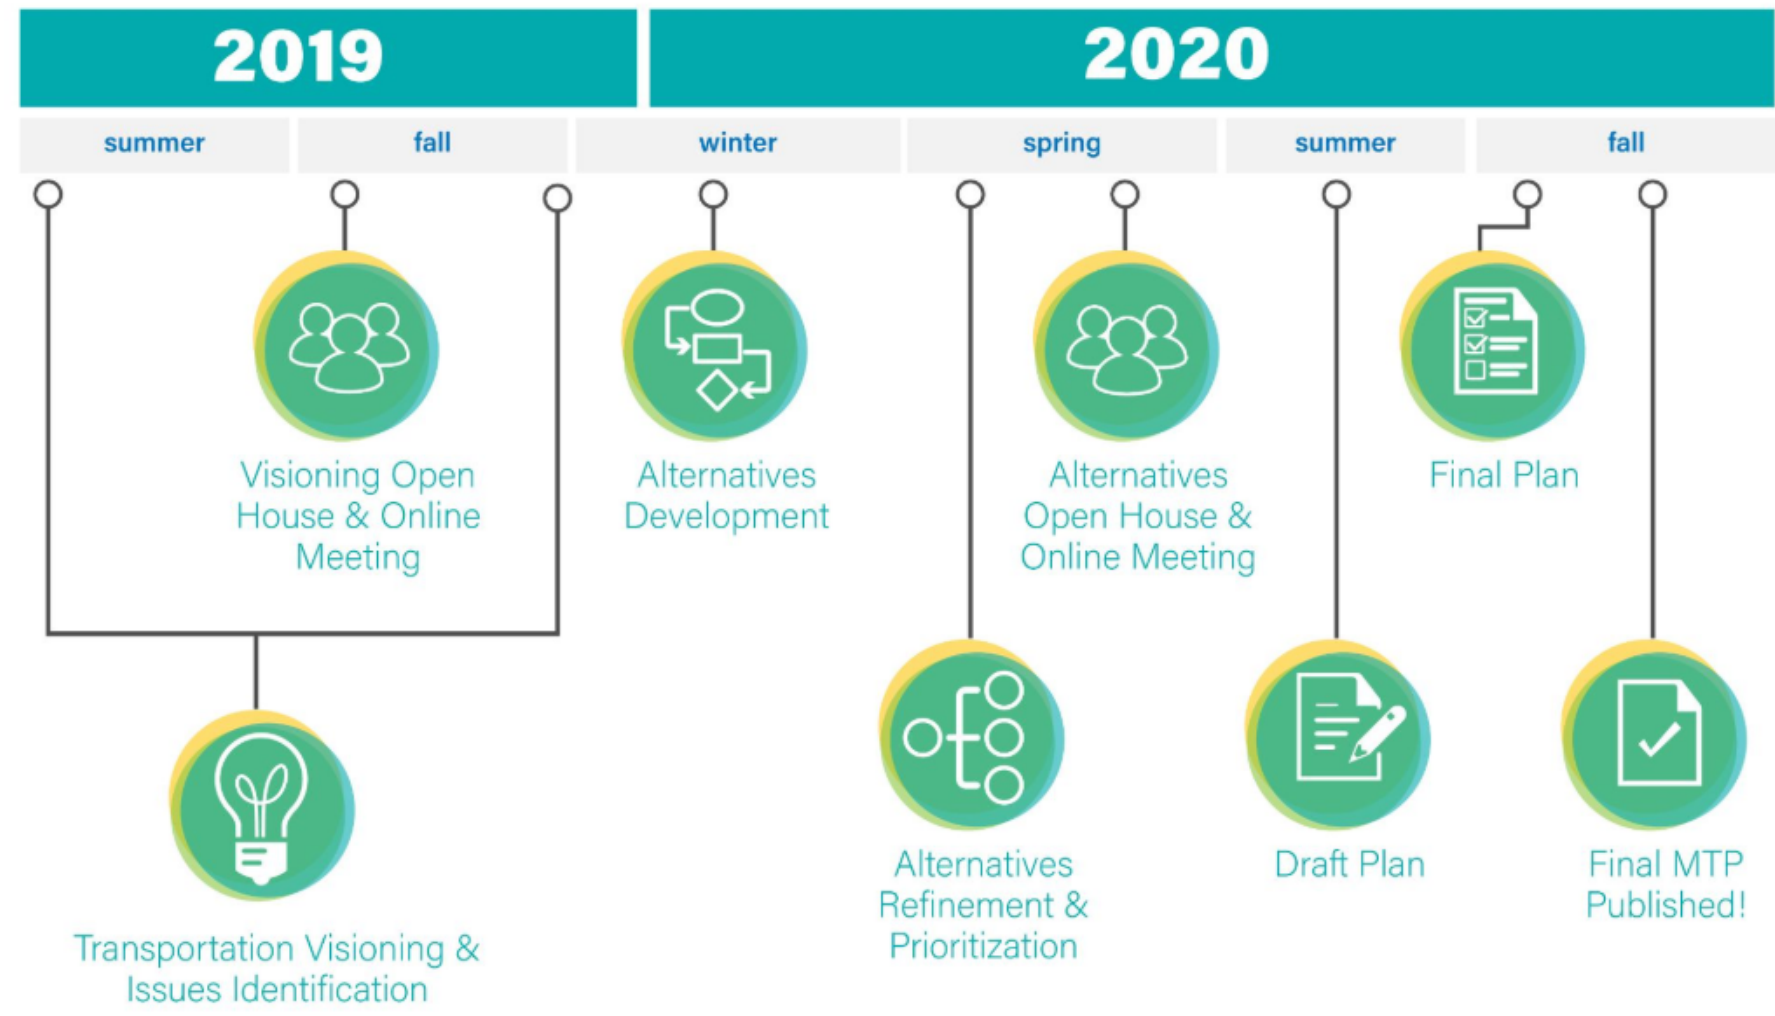 2019
2020
summer
fall
winter
spring
summer
fall
Visioning Open
House & Online
Meeting
Alternatives
Development
Alternatives
Open House &
Online Meeting
Final Plan
Transportation Visioning &
Issues Identification
Alternatives
Refinement &
Prioritization
Draft Plan
Final MTP
Published!